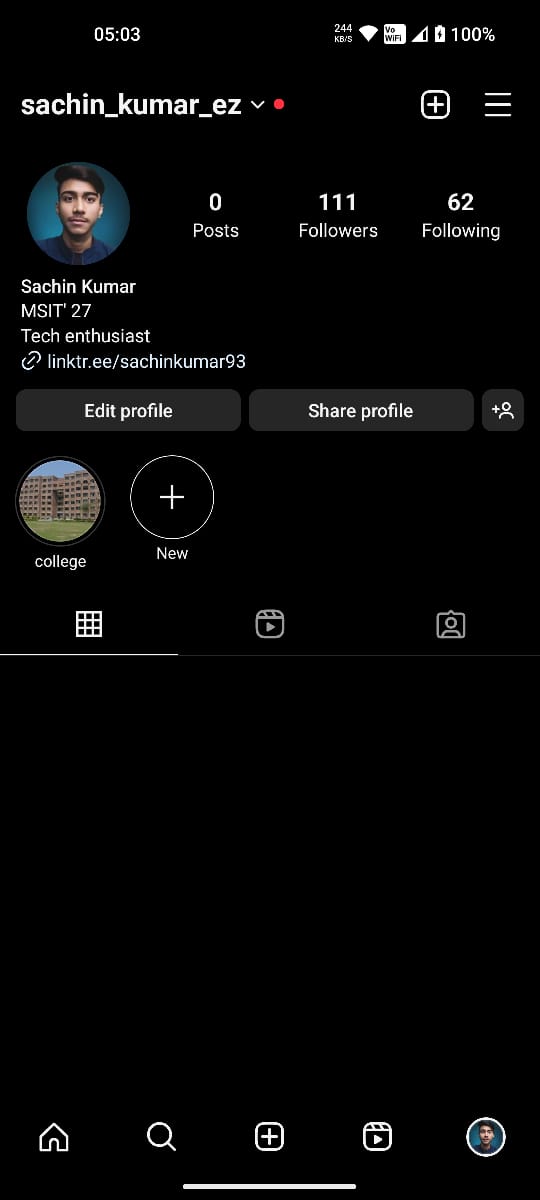 05:03
244 KB/S
Vo WiFi
100%
sachin_kumar_ez
0 111 62
Posts Followers Following
Sachin Kumar
MSIT' 27
Tech enthusiast
linktr.ee/sachinkumar93
Edit profile Share profile
college New